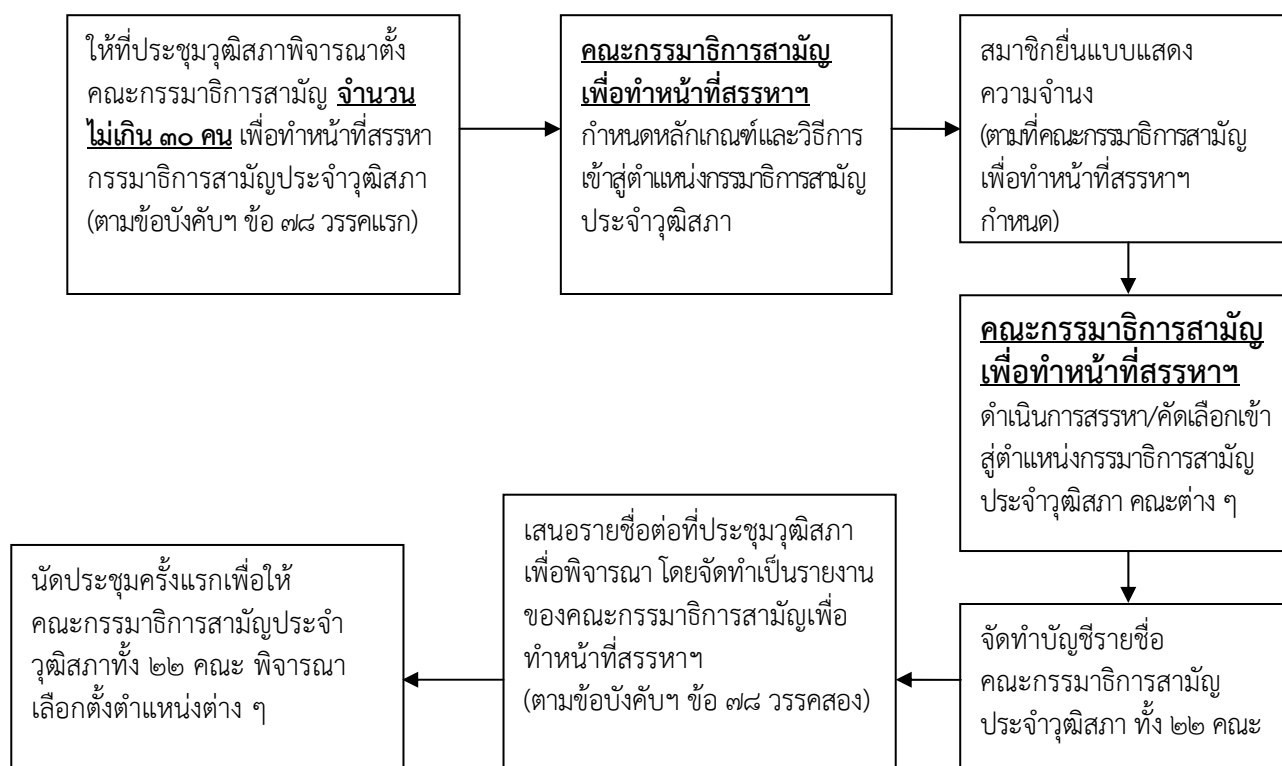 ให้ที่ประชุมวุฒิสภาพิจารณาตั้ง
คณะกรรมาธิการสามัญ จำนวน
ไม่เกิน ๓๐ คน เพื่อทำหน้าที่สรรหา
กรรมาธิการสามัญประจำวุฒิสภา
(ตามข้อบังคับฯ ข้อ ๗๘ วรรคแรก)
คณะกรรมาธิการสามัญ
เพื่อทำหน้าที่สรรหาฯ
กำหนดหลักเกณฑ์และวิธีการ
เข้าสู่ตำแหน่งกรรมาธิการสามัญ
ประจำวุฒิสภา
สมาชิกยื่นแบบแสดง
ความจำนง
(ตามที่คณะกรรมาธิการสามัญ
เพื่อทำหน้าที่สรรหาฯ
กำหนด)
คณะกรรมาธิการสามัญ
เพื่อทำหน้าที่สรรหาฯ
ดำเนินการสรรหา/คัดเลือกเข้า
สู่ตำแหน่งกรรมาธิการสามัญ
ประจำวุฒิสภา คณะต่าง ๆ
จัดทำบัญชีรายชื่อ
คณะกรรมาธิการสามัญ
ประจำวุฒิสภา ทั้ง ๒๒ คณะ
เสนอรายชื่อต่อที่ประชุมวุฒิสภา
เพื่อพิจารณา โดยจัดทำเป็นรายงาน
ของคณะกรรมาธิการสามัญเพื่อ
ทำหน้าที่สรรหาฯ
(ตามข้อบังคับฯ ข้อ ๗๘ วรรคสอง)
นัดประชุมครั้งแรกเพื่อให้
คณะกรรมาธิการสามัญประจำ
วุฒิสภาทั้ง ๒๒ คณะ พิจารณา
เลือกตั้งตำแหน่งต่าง ๆ